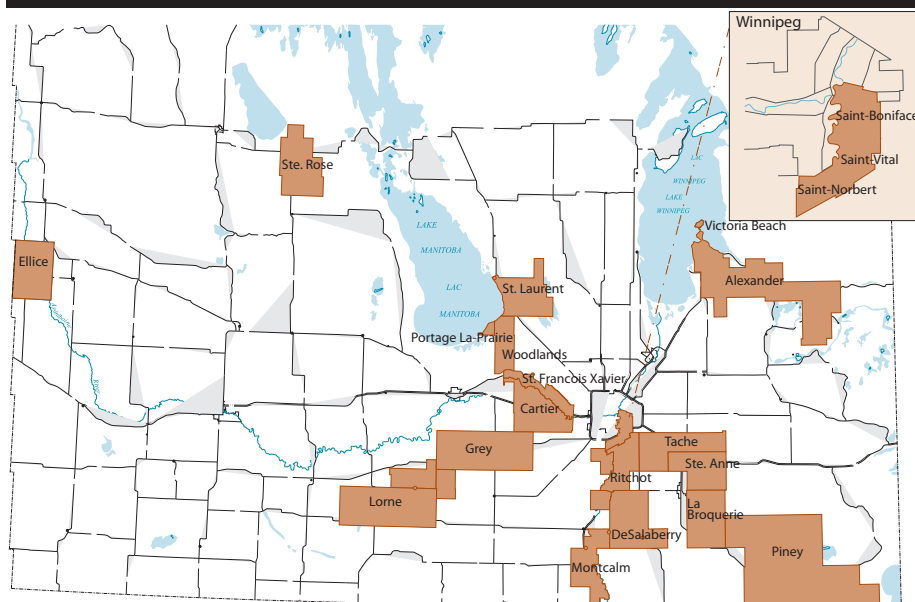 Winnipeg
Saint-Boniface
Saint-Vital
Saint-Norbert
Ste. Rose
LAC
WINNIPEG
LAKE
WINNIPEG
Victoria Beach
LAKE
MANITOBA
LAC
MANITOBA
Ellice
St. Laurent
Alexander
Portage La-Prairie
Woodlands
St. Francois Xavier
Cartier
Grey
Tache
Ste. Anne
Ritchot
Lorne
La
Broquerie
DeSalaberry
Piney
Montcalm